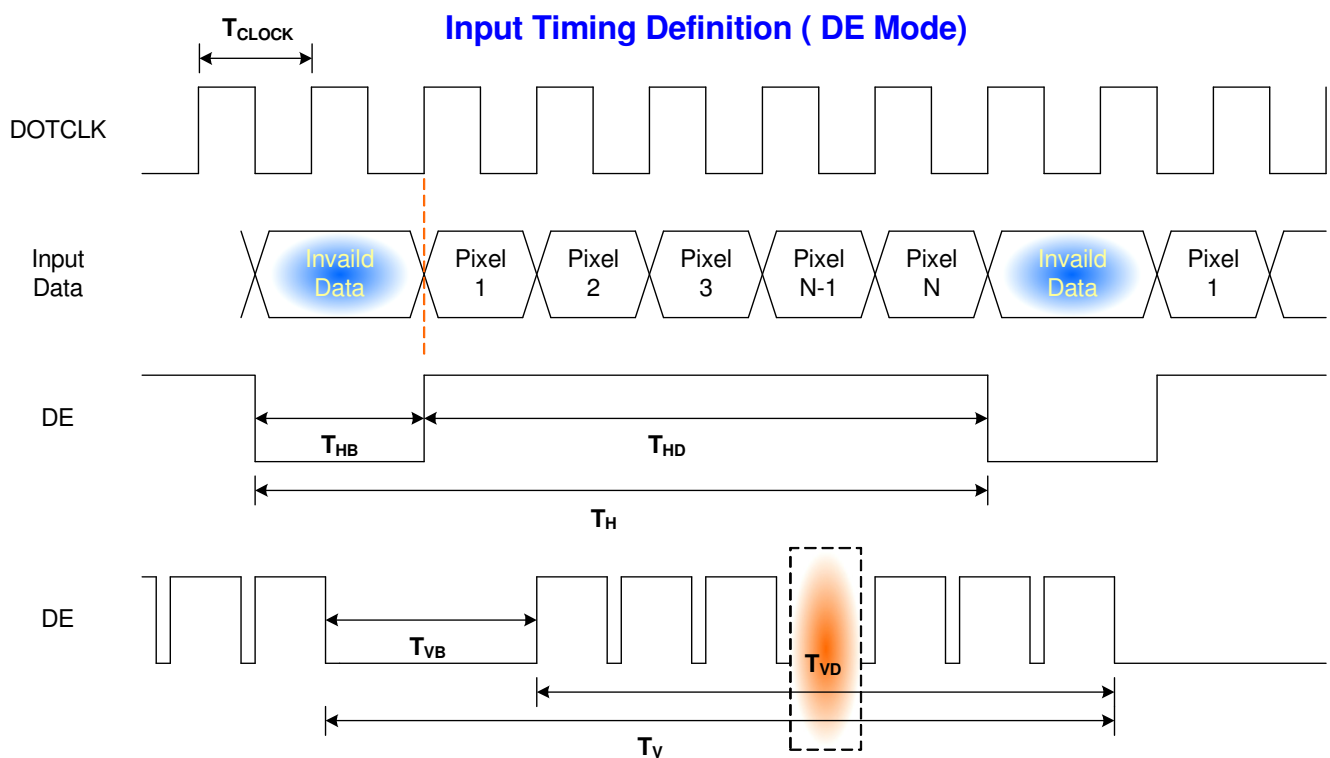 Input Timing Definition ( DE Mode)
TCLOCK
DOTCLK
Input
Data
Invaild
Data
Pixel
1
Pixel
2
Pixel
3
Pixel
N-1
Pixel
N
Invaild
Data
Pixel
1
DE
THB
THD
TH
DE
TVB
TVD
TV